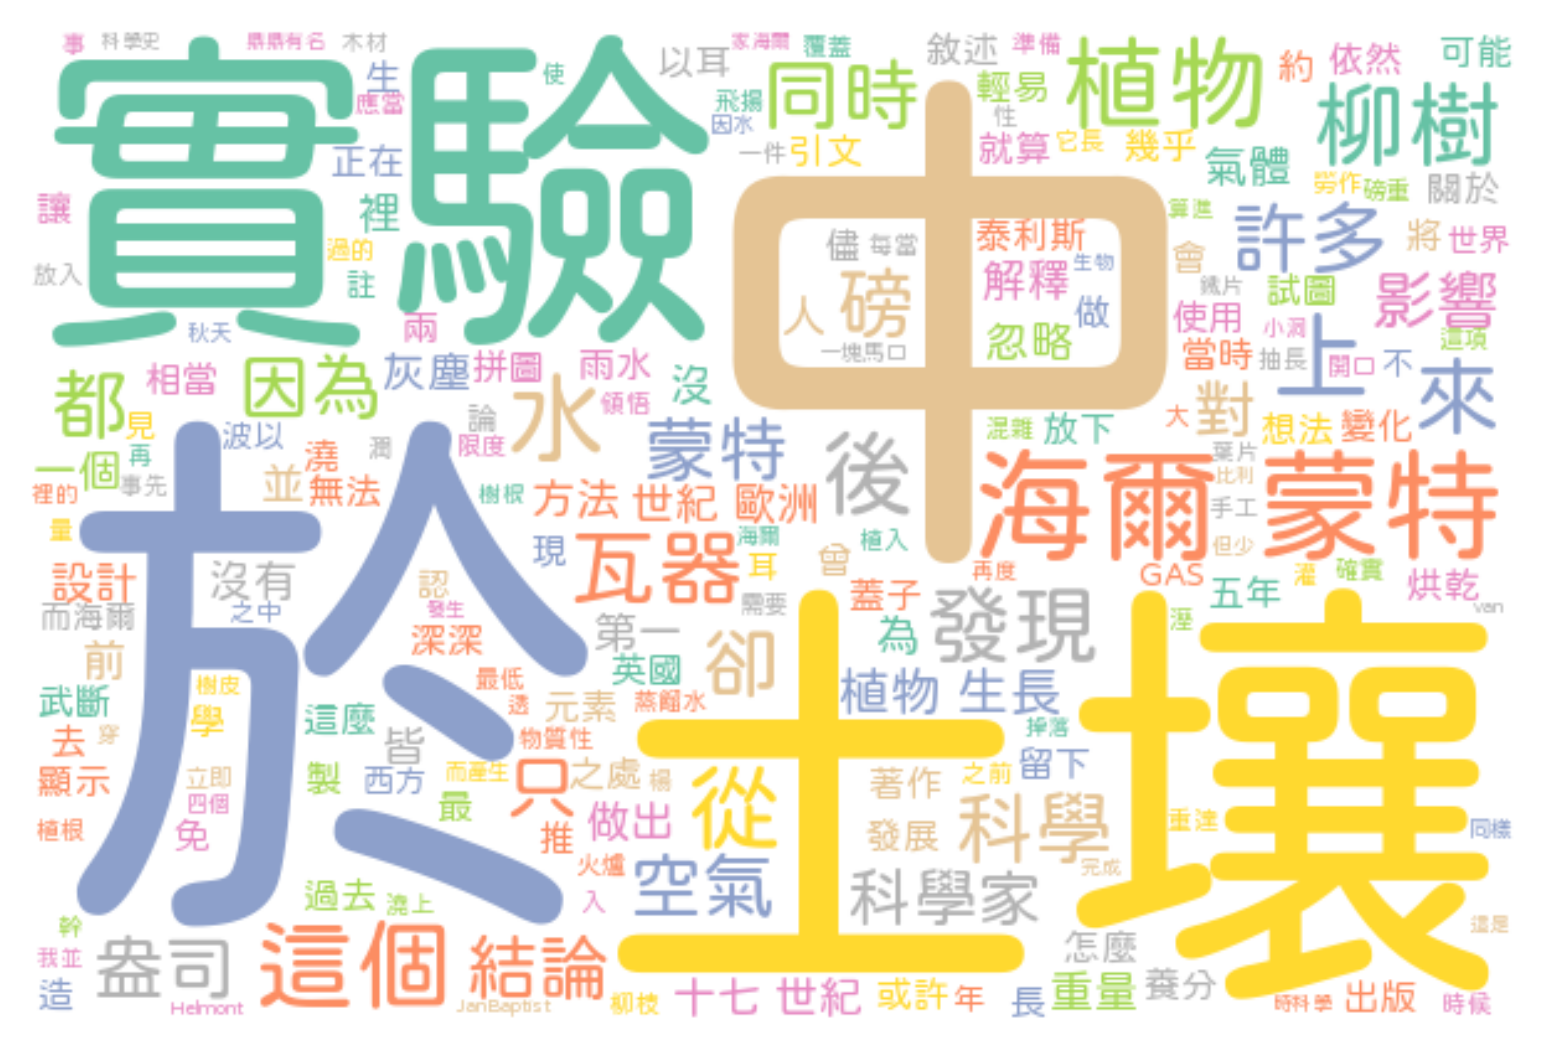 事 科學史 鼎鼎有名 木材
實驗
生 應當 使 以耳 家海爾 覆蓋 敘述 準備
同時 輕易 植物 約 依然 可能
飛揚 因水 性 柳樹
正在 一件 引文 就算 它長 幾乎 氣體
讓 裡 中 勞作 磅重 關於
過的 儘 每當 泰利斯 算進 許多 將 世界
放入 註 解釋 生物 會
人 磅 做 鐵片 試圖 影響
秋天 兩 一塊馬口 忽略 使用 小洞 這項
都 相當 因為 灰塵 拼圖 雨水 沒 當時 抽長 上 開口 不 來
見 波以 論 水 領悟 混雜 放下 大 對 想法 變化
一個 再 澆 潤 限度 蒙特 後 葉片
裡的 事先 並 無法 樹根 方法 世紀 歐洲 海爾蒙特 比利
量 於 現 瓦器 海爾 植入 手工 但少
設計 沒有 認 耳 曾 再度 GAS 灌 確實
而海爾 之中 發生 需要 蓋子 發現 五年 烘乾 van
前 深深 第一 卻 為 土壤 溼
武斷 樹皮 最低 英國 植物 生長
去 穿 學 這麼 皆 透 元素 蒸餾水 掉落
物質性
顯示 立即 製 西方 而產生 只 之處 楊 從 著作 之前 留下
植根 四個 免 最 推 做出 發展 科學 重達 同樣
火爐 完成
過去 澆上 入 空氣 科學家
幹 這是
我並 盎司 這個 結論 怎麼
造 Helmont JanBaptist 柳枝 十七 世紀 或許 年 長 重量 養分 時科學 出版 時候